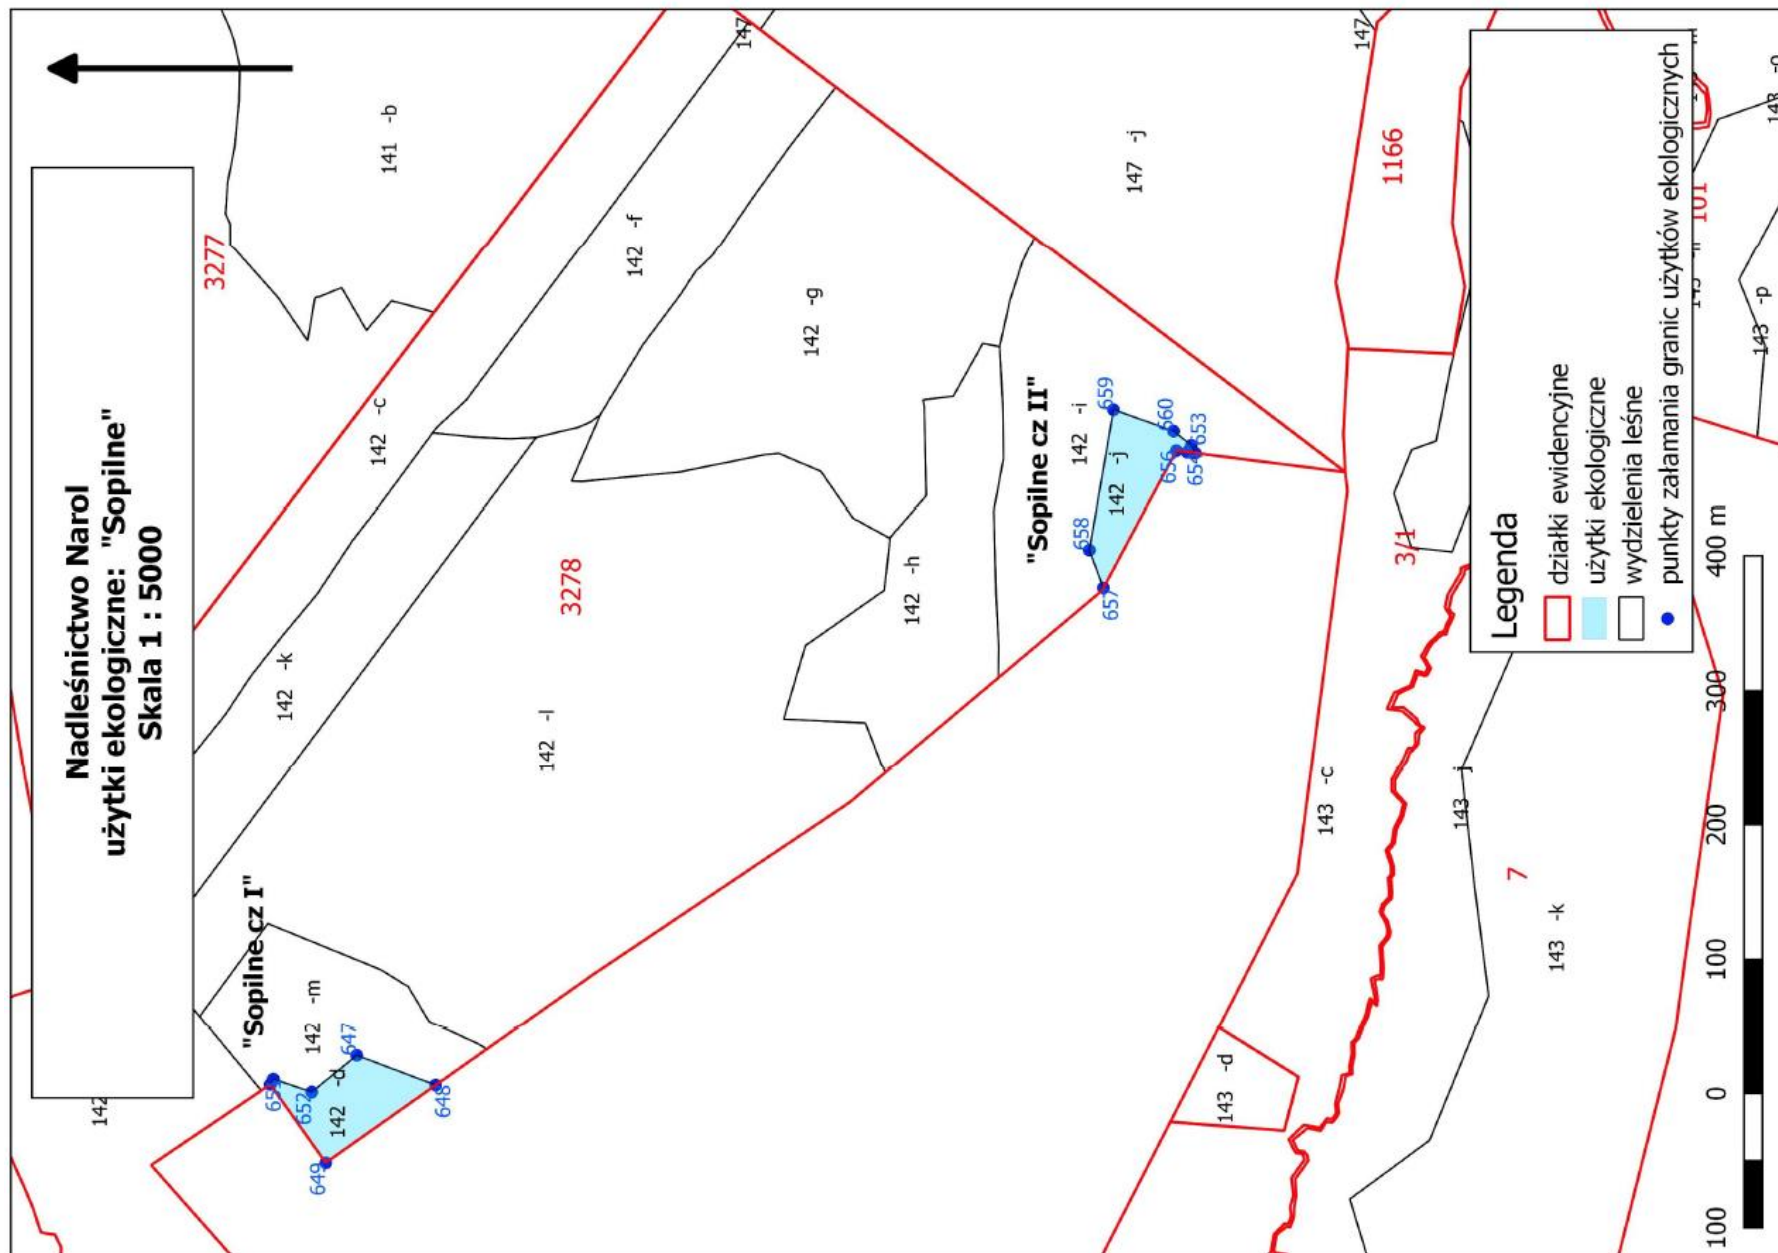 Nadleśnictwo Narol
użytki ekologiczne: "Sopilne"
Skala 1 : 5000
3277
141 -b
147
147
142 -f
142 -c
142 -g
147 -j
1166
142 -k
3278
142 -l
142 -h
"Sopilne cz II"
142 -i
142 -j
659
660
653
656
654
658
657
"Sopilne cz I"
142 -m
647
652
142 -d
648
649
142
143 -c
143 -d
143 j
143 -k
7
3/1
101
143 -p
Legenda
działki ewidencyjne
użytki ekologiczne
wydzielenia leśne
punkty załamania granic użytków ekologicznych
100 0 100 200 300 400 m